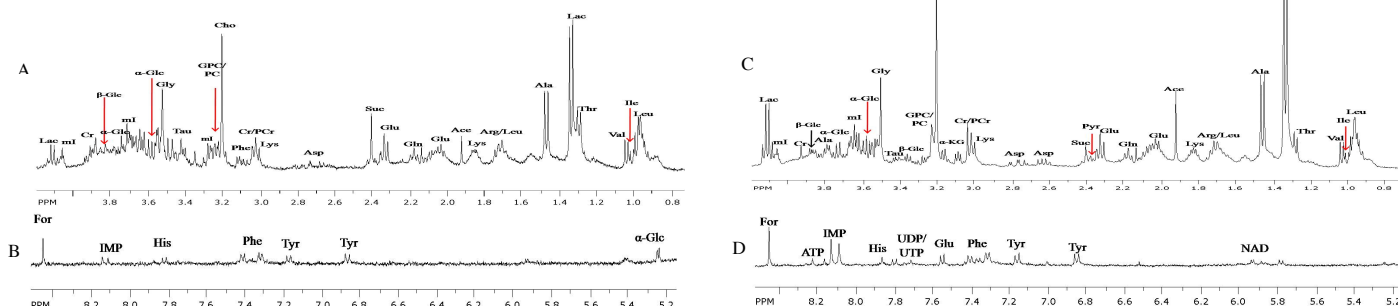 A
Lac
mI
Cr
β-Glc
α-Glc
mI
α-Glc
Gly
Tau
mI
GPC/
PC
Cho
Phe
Cr/PCr
Lys
Asp
Suc
Glu
Gln
Glu
Ace
Lys
Arg/Leu
Ala
Lac
Thr
Val
Ile
Leu
PPM 3.8 3.6 3.4 3.2 3.0 2.8 2.6 2.4 2.2 2.0 1.8 1.6 1.4 1.2 1.0 0.8
B
For
IMP
His
Phe
Tyr
Tyr
α-Glc
PPM 8.2 8.0 7.8 7.6 7.4 7.2 7.0 6.8 6.6 6.4 6.2 6.0 5.8 5.6 5.4 5.2
C
Lac
mI
Cr
β-Glc
Ala
α-Glc
mI
α-Glc
Gly
Tau
β-Glc
GPC/
PC
α-KG
Cr/PCr
Lys
Asp
Asp
Suc
Pyr
Glu
Gln
Glu
Ace
Lys
Arg/Leu
Ala
Thr
Val
Ile
Leu
PPM 3.8 3.6 3.4 3.2 3.0 2.8 2.6 2.4 2.2 2.0 1.8 1.6 1.4 1.2 1.0 0.8
D
For
ATP
IMP
His
UDP/
UTP
Glu
Phe
Tyr
Tyr
NAD
PPM 8.2 8.0 7.8 7.6 7.4 7.2 7.0 6.8 6.6 6.4 6.2 6.0 5.8 5.6 5.4 5.2